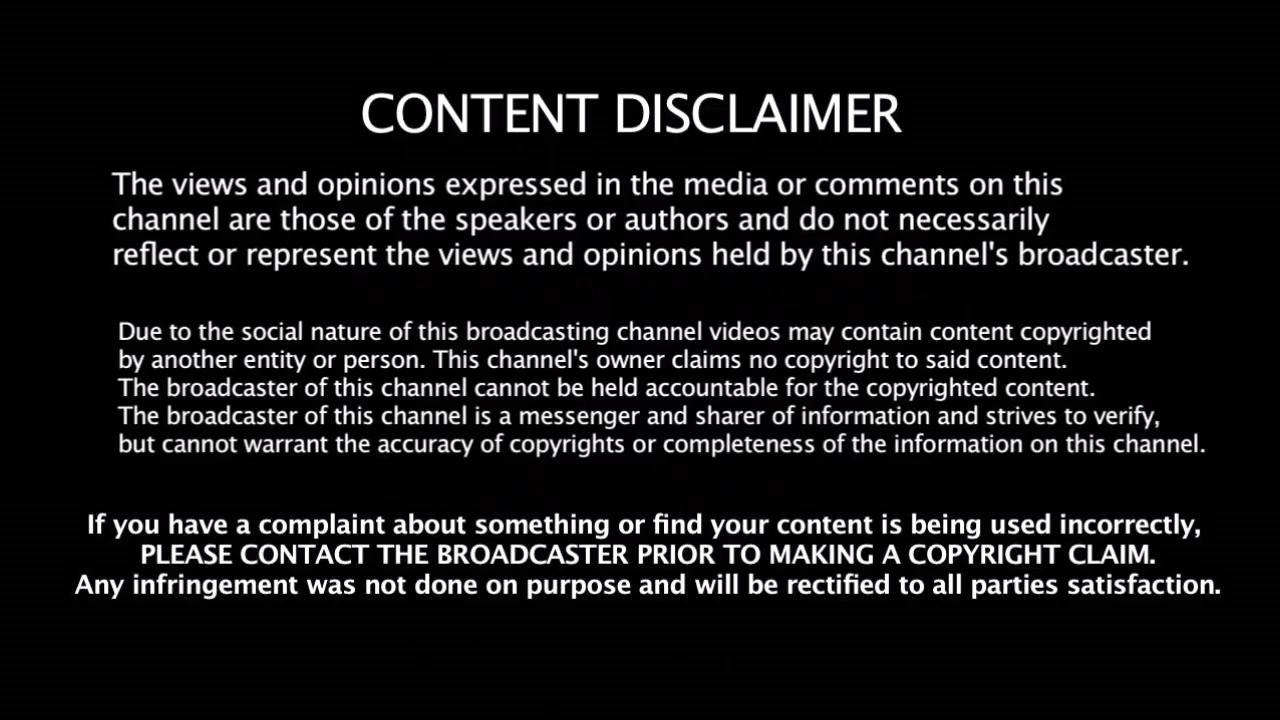 CONTENT DISCLAIMER
The views and opinions expressed in the media or comments on this
channel are those of the speakers or authors and do not necessarily
reflect or represent the views and opinions held by this channel's broadcaster.
Due to the social nature of this broadcasting channel videos may contain content copyrighted
by another entity or person. This channel's owner claims no copyright to said content.
The broadcaster of this channel cannot be held accountable for the copyrighted content.
The broadcaster of this channel is a messenger and sharer of information and strives to verify,
but cannot warrant the accuracy of copyrights or completeness of the information on this channel.
If you have a complaint about something or find your content is being used incorrectly,
PLEASE CONTACT THE BROADCASTER PRIOR TO MAKING A COPYRIGHT CLAIM.
Any infringement was not done on purpose and will be rectified to all parties satisfaction.